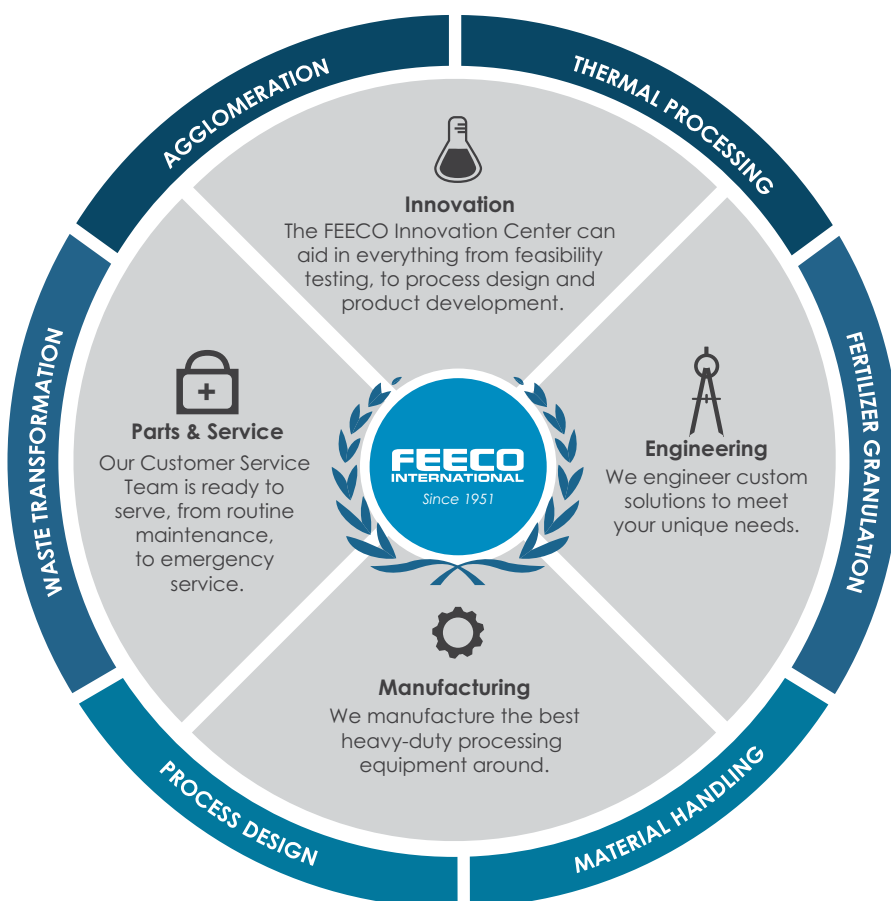 AGGLOMERATION
THERMAL PROCESSING
Innovation
The FEECO Innovation Center can
aid in everything from feasibility
testing, to process design and
product development.
WASTE TRANSFORMATION
Parts & Service
Our Customer Service
Team is ready to
serve, from routine
maintenance,
to emergency
service.
FEECO
INTERNATIONAL
Since 1951
Engineering
We engineer custom
solutions to meet
your unique needs.
FERTILIZER GRANULATION
Manufacturing
We manufacture the best
heavy-duty processing
equipment around.
PROCESS DESIGN
MATERIAL HANDLING